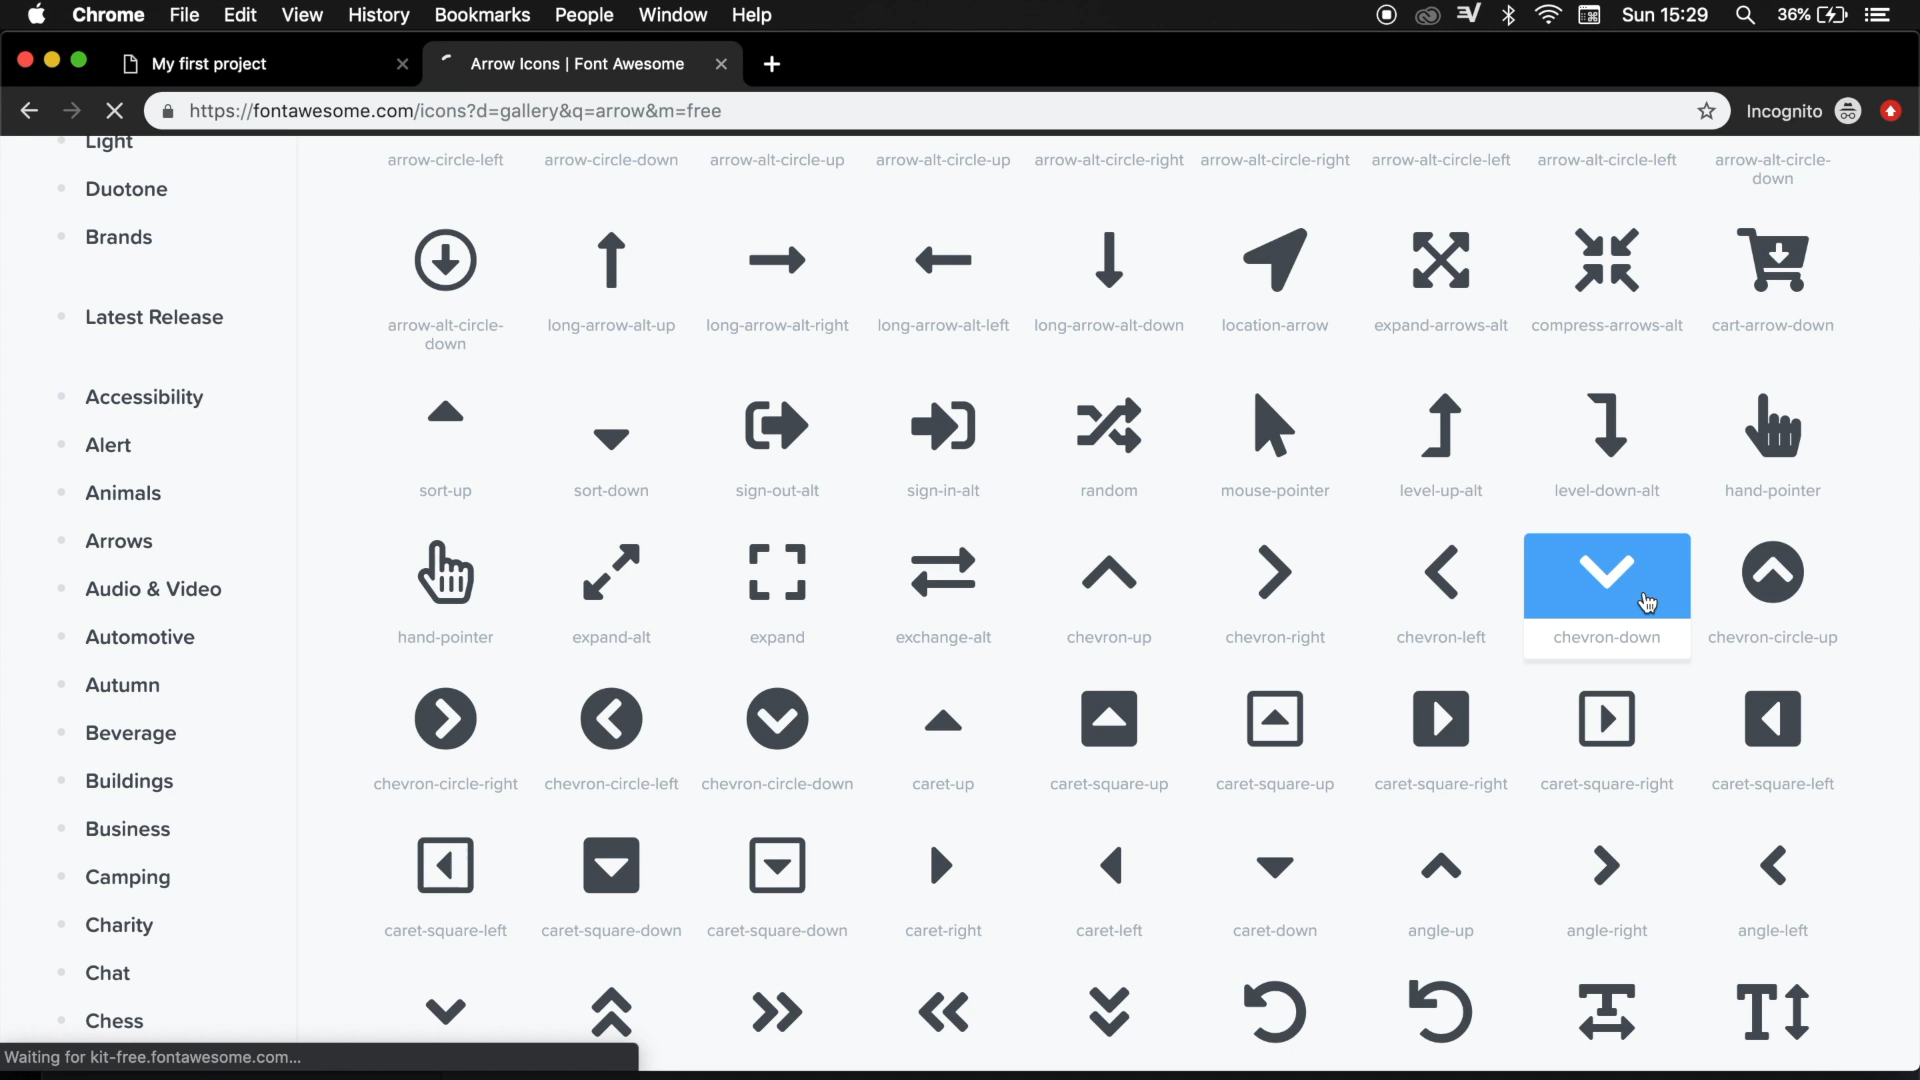 Chrome File Edit View History Bookmarks People Window Help Sun 15:29 36%
My first project Arrow Icons | Font Awesome
https://fontawesome.com/icons?d=gallery&q=arrow&m=free Incognito
Light
Duotone
Brands
Latest Release
Accessibility
Alert
Animals
Arrows
Audio & Video
Automotive
Autumn
Beverage
Buildings
Business
Camping
Charity
Chat
Chess
arrow-circle-left arrow-circle-down arrow-alt-circle-up arrow-alt-circle-up arrow-alt-circle-right arrow-alt-circle-right arrow-alt-circle-left arrow-alt-circle-left arrow-alt-circle-
down
arrow-alt-circle- long-arrow-alt-up long-arrow-alt-right long-arrow-alt-left long-arrow-alt-down location-arrow expand-arrows-alt compress-arrows-alt cart-arrow-down
down
sort-up sort-down sign-out-alt sign-in-alt random mouse-pointer level-up-alt level-down-alt hand-pointer
hand-pointer expand-alt expand exchange-alt chevron-up chevron-right chevron-left chevron-down chevron-circle-up
chevron-circle-right chevron-circle-left chevron-circle-down caret-up caret-square-up caret-square-up caret-square-right caret-square-right caret-square-left
caret-square-left caret-square-down caret-square-down caret-right caret-left caret-down angle-up angle-right angle-left
Waiting for kit-free.fontawesome.com...